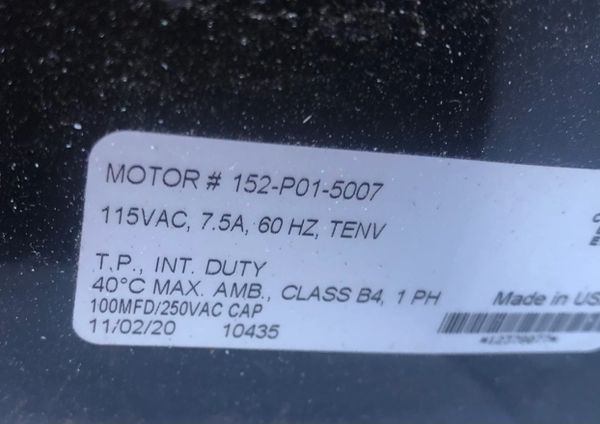 MOTOR # 152-P01-5007
115VAC, 7.5A, 60 HZ, TENV
T.P., INT. DUTY
40°C MAX. AMB., CLASS B4, 1 PH
100MFD/250VAC CAP
Made in
11/02/20 10435